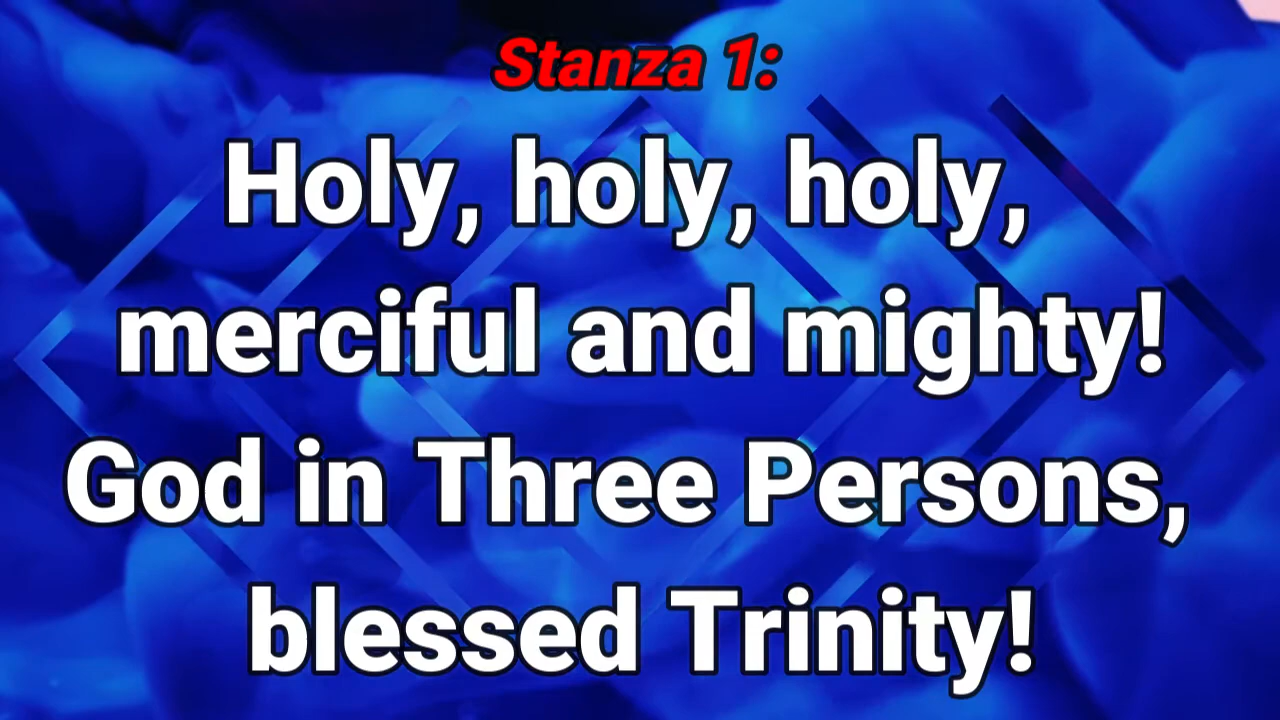 Stanza 1:
Holy, holy, holy,
merciful and mighty!
God in Three Persons,
blessed Trinity!